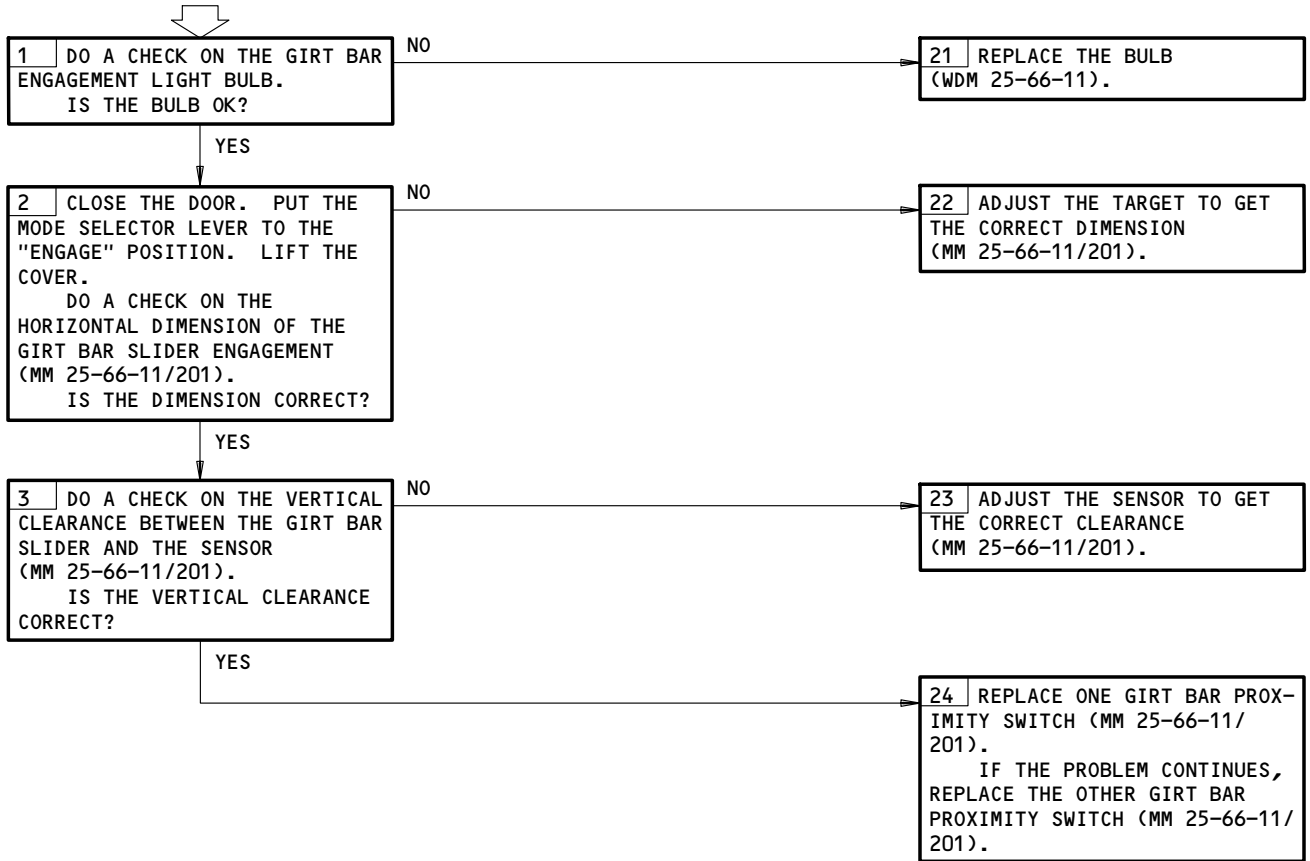 1 DO A CHECK ON THE GIRT BAR
ENGAGEMENT LIGHT BULB.
IS THE BULB OK?
NO
21 REPLACE THE BULB
(WDM 25-66-11).
YES
2 CLOSE THE DOOR. PUT THE
MODE SELECTOR LEVER TO THE
"ENGAGE" POSITION. LIFT THE
COVER.
DO A CHECK ON THE
HORIZONTAL DIMENSION OF THE
GIRT BAR SLIDER ENGAGEMENT
(MM 25-66-11/201).
IS THE DIMENSION CORRECT?
NO
22 ADJUST THE TARGET TO GET
THE CORRECT DIMENSION
(MM 25-66-11/201).
YES
3 DO A CHECK ON THE VERTICAL
CLEARANCE BETWEEN THE GIRT BAR
SLIDER AND THE SENSOR
(MM 25-66-11/201).
IS THE VERTICAL CLEARANCE
CORRECT?
NO
23 ADJUST THE SENSOR TO GET
THE CORRECT CLEARANCE
(MM 25-66-11/201).
YES
24 REPLACE ONE GIRT BAR PROX-
IMITY SWITCH (MM 25-66-11/
201).
IF THE PROBLEM CONTINUES,
REPLACE THE OTHER GIRT BAR
PROXIMITY SWITCH (MM 25-66-11/
201).